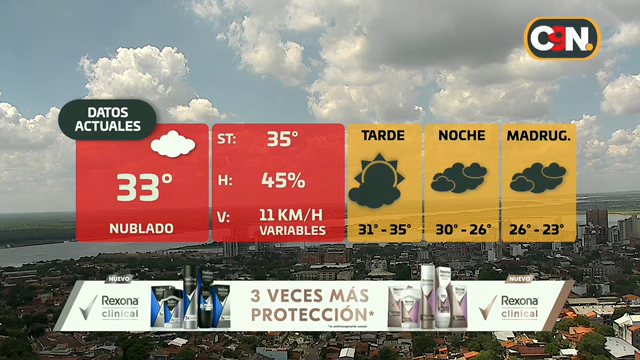 C9N.
DATOS
ACTUALES
33°
NUBLADO
ST: 35°
H: 45%
V: 11 KM/H
VARIABLES
TARDE
31° - 35°
NOCHE
30° - 26°
MADRUG.
26° - 23°
NUEVO
Rexona
clinical
3 VECES MÁS
PROTECCIÓN*
NUEVO
Rexona
clinical